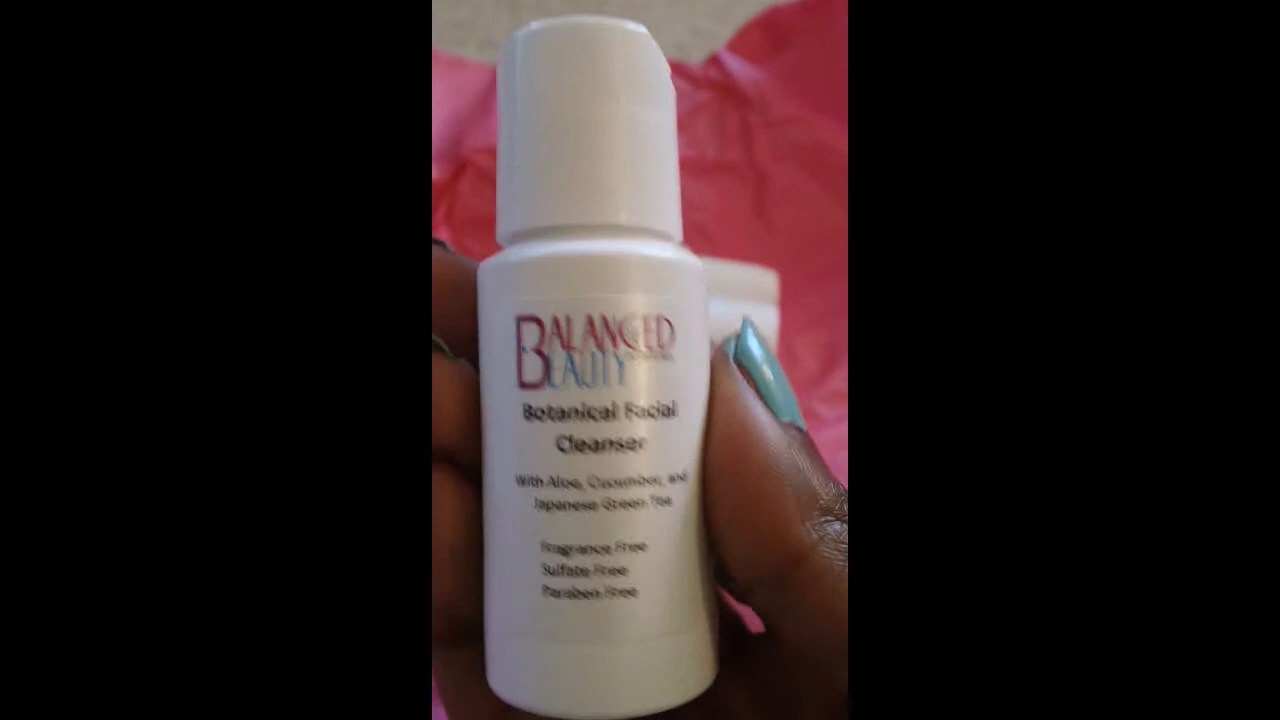 BALANCED
BEAUTY
Botanical Facial
Cleanser
With Aloe, Cucumber, and
Japanese Green Tea
Fragrance Free
Sulfate Free
Paraben Free